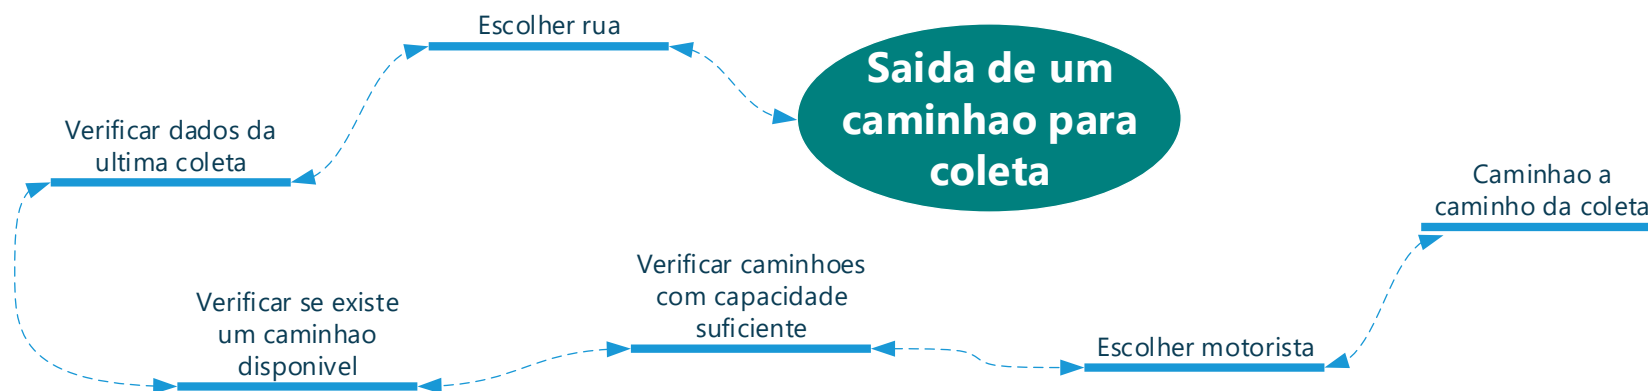 Escolher rua
Saida de um
caminhao para
coleta
Verificar dados da
ultima coleta
Caminhao a
caminho da coleta
Verificar caminhoes
com capacidade
suficiente
Verificar se existe
um caminhao
disponivel
Escolher motorista